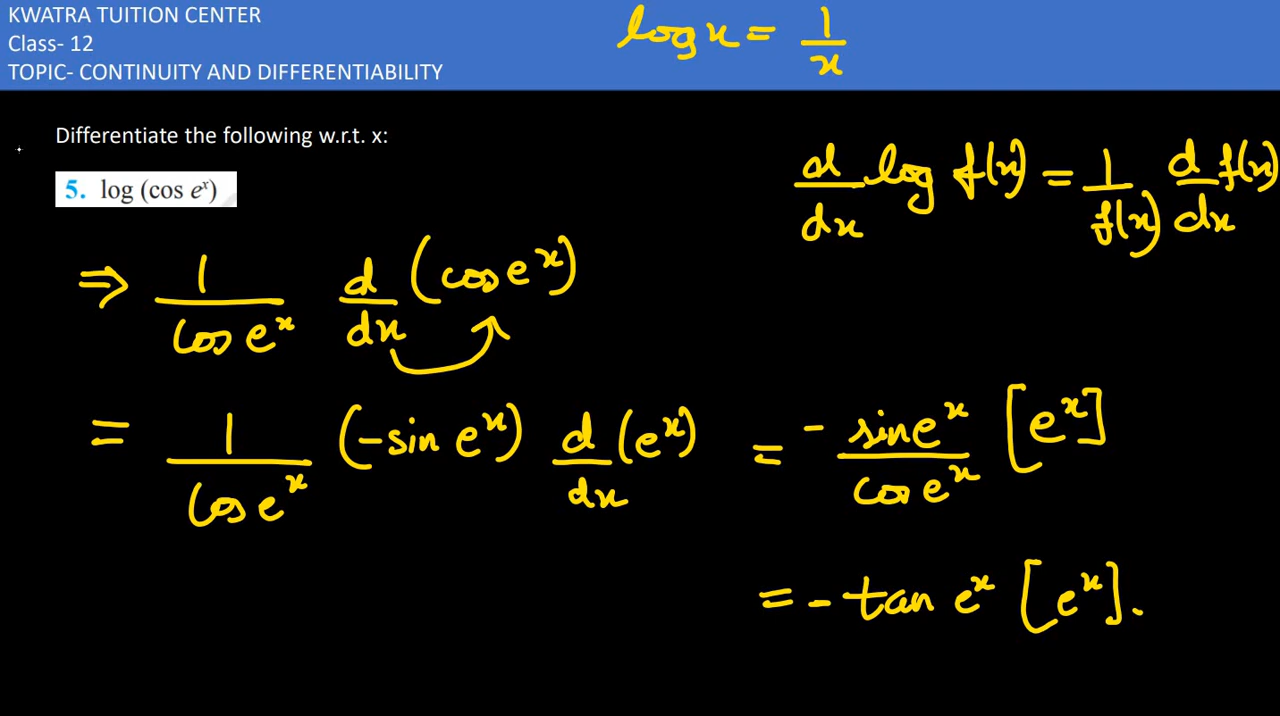 KWATRA TUITION CENTER
Class- 12
TOPIC- CONTINUITY AND DIFFERENTIABILITY
log x = 1/x
Differentiate the following w.r.t. x:
5. log (cos e^x)
d/dx log f(x) = 1/f(x) d/dx f(x)
⇒ 1/cos e^x d/dx (cos e^x)
= 1/cos e^x (-sin e^x) d/dx (e^x) = - sin e^x/cos e^x [e^x]
= - tan e^x [e^x].